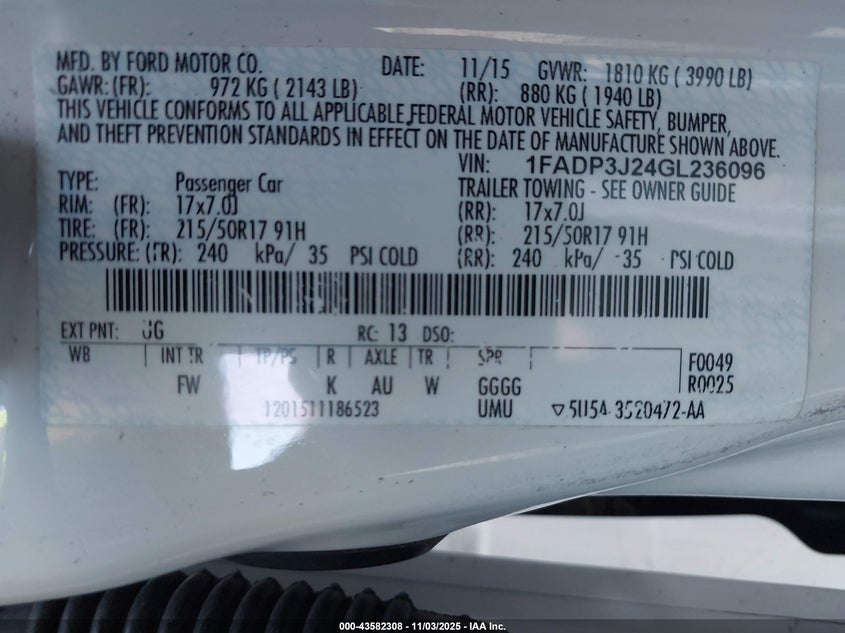 MFD. BY FORD MOTOR CO. DATE: 11/15 GVWR: 1810 KG ( 3990 LB)
GAWR: (FR): 972 KG ( 2143 LB) (RR): 880 KG ( 1940 LB)
THIS VEHICLE CONFORMS TO ALL APPLICABLE FEDERAL MOTOR VEHICLE SAFETY, BUMPER,
AND THEFT PREVENTION STANDARDS IN EFFECT ON THE DATE OF MANUFACTURE SHOWN ABOVE.
VIN: 1FADP3J24GL236096
TYPE: Passenger Car TRAILER TOWING - SEE OWNER GUIDE
RIM: (FR): 17x7.0J (RR): 17x7.0J
TIRE: (FR): 215/50R17 91H (RR): 215/50R17 91H
PRESSURE: (FR): 240 kPa/ 35 PSI COLD (RR): 240 kPa/ 35 PSI COLD
EXT PNT: UG RC: 13 DSO:
WB INT TR TP/PS R AXLE TR SPR F0049
FW K AU W GGGG R0025
1201511186523 UMU 5U5A-3520472-AA
000-43582308 - 11/03/2025 - IAA Inc.